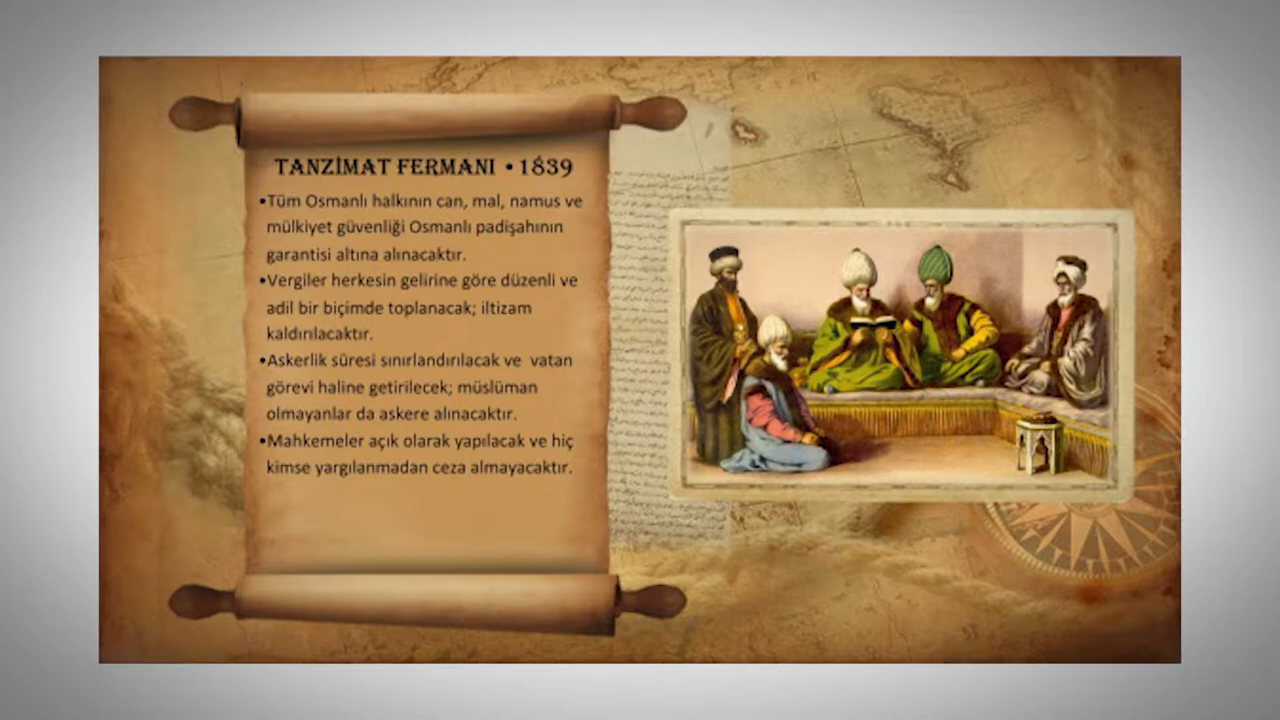 TANZİMAT FERMANI • 1839
•Tüm Osmanlı halkının can, mal, namus ve
mülkiyet güvenliği Osmanlı padişahının
garantisi altına alınacaktır.
•Vergiler herkesin gelirine göre düzenli ve
adil bir biçimde toplanacak; iltizam
kaldırılacaktır.
•Askerlik süresi sınırlandırılacak ve vatan
görevi haline getirilecek; müslüman
olmayanlar da askere alınacaktır.
•Mahkemeler açık olarak yapılacak ve hiç
kimse yargılanmadan ceza almayacaktır.